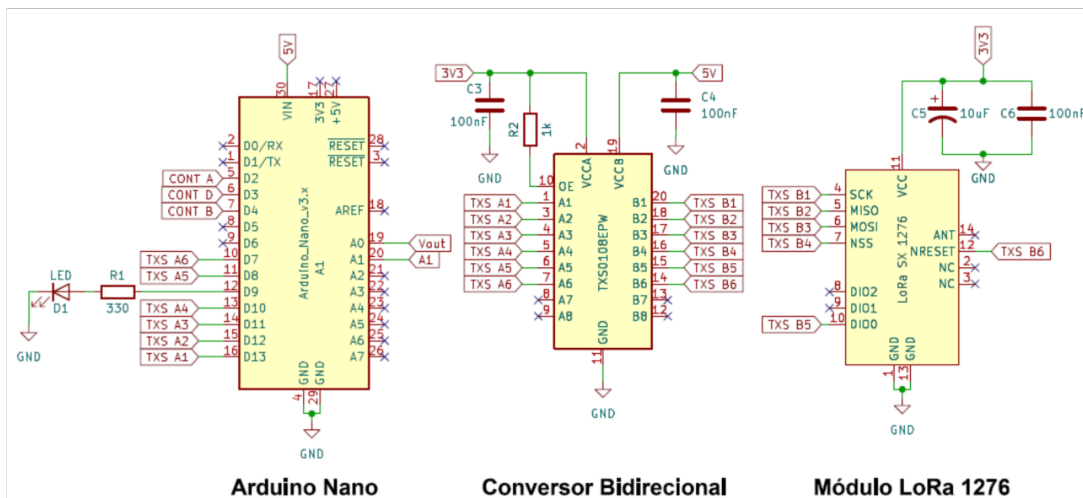 5V
30
17
27
VIN
3V3
+5V
2
D0/RX
RESET
28
1
D1/TX
RESET
3
CONT A
5
D2
CONT D
6
D3
CONT B
7
D4
AREF
18
8
D5
9
D6
A0
19
Vout
TXS A6
10
D7
A1
20
A1
TXS A5
11
D8
A2
21
12
D9
A3
22
TXS A4
13
D10
A4
23
TXS A3
14
D11
A5
24
TXS A2
15
D12
A6
25
TXS A1
16
D13
A7
26
Arduino_Nano_v3.x
A1
LED
D1
R1
330
GND
GND
GND
4
29
GND
Arduino Nano
3V3
5V
C3
100nF
R2
1k
C4
100nF
GND
GND
2
19
VCCA
VCCB
10
OE
TXS A1
1
A1
B1
20
TXS B1
TXS A2
3
A2
B2
18
TXS B2
TXS A3
4
A3
B3
17
TXS B3
TXS A4
5
A4
B4
16
TXS B4
TXS A5
6
A5
B5
15
TXS B5
TXS A6
7
A6
B6
14
TXS B6
8
A7
B7
13
9
A8
B8
12
TXS0108EPW
GND
11
GND
Conversor Bidirecional
3V3
+
C5
10uF
C6
100nF
GND
11
VCC
TXS B1
4
SCK
TXS B2
5
MISO
TXS B3
6
MOSI
TXS B4
7
NSS
ANT
14
NRESET
12
TXS B6
NC
2
NC
3
8
DIO2
9
DIO1
TXS B5
10
DIO0
LoRa SX 1276
GND
GND
1
13
GND
Módulo LoRa 1276